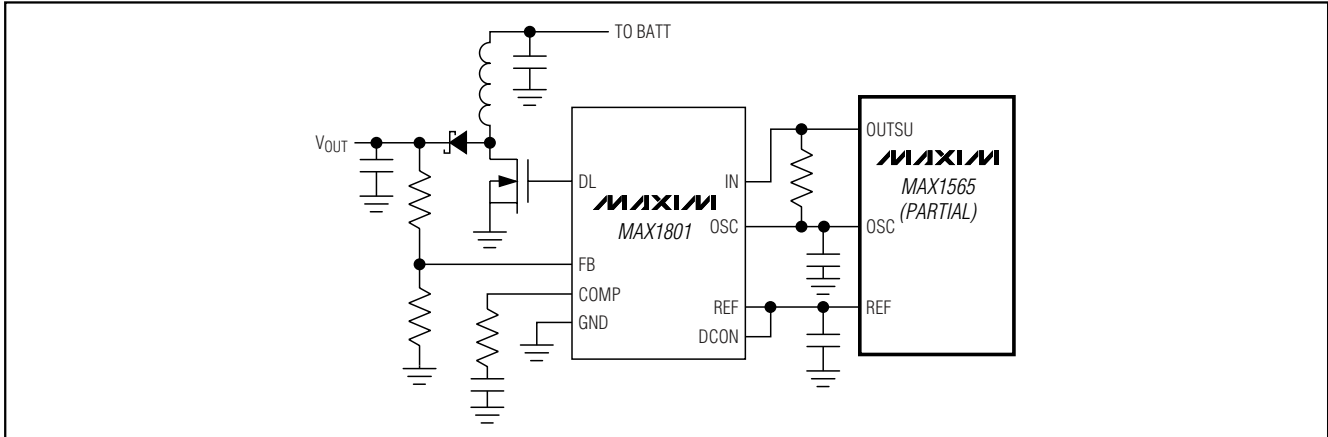 TO BATT
VOUT
DL
FB
COMP
GND
MAXIM
MAX1801
IN
OSC
REF
DCON
OUTSU
MAXIM
MAX1565
(PARTIAL)
OSC
REF